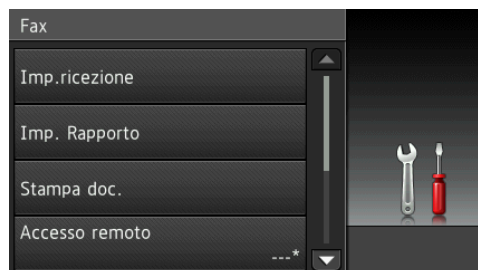 Fax
Imp.ricezione
Imp. Rapporto
Stampa doc.
Accesso remoto
---*